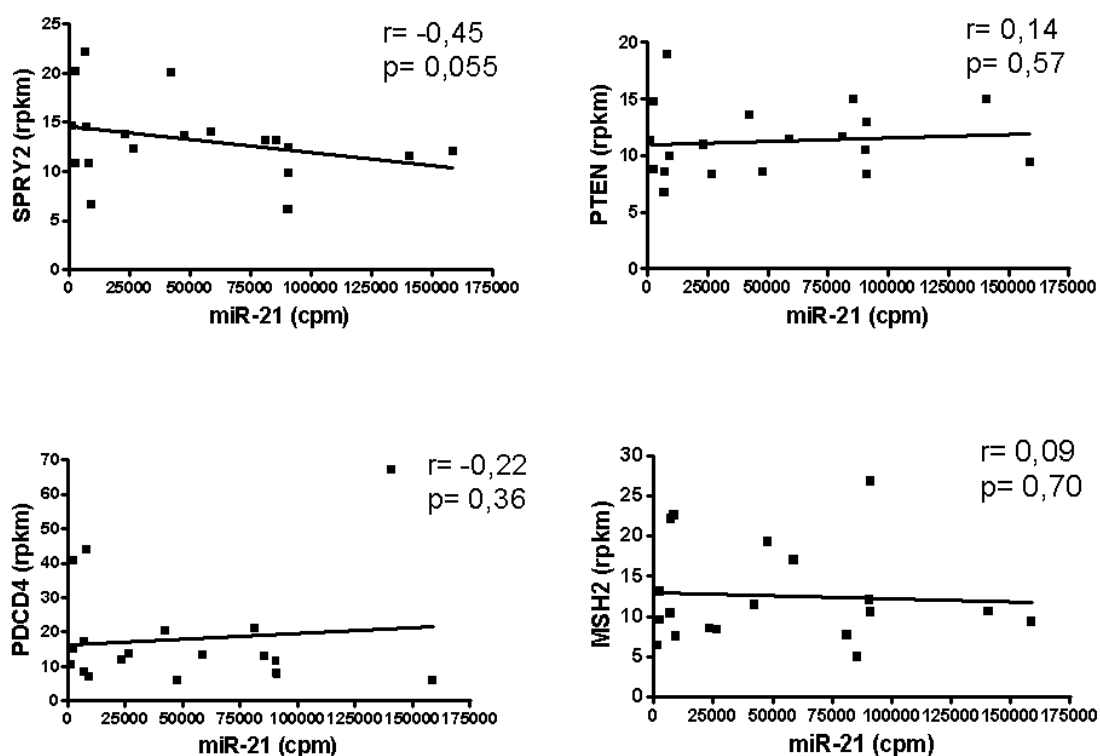 r= -0,45
p= 0,055
25
20
15
10
5
0
SPRY2 (rpkm)
0 25000 50000 75000 100000 125000 150000 175000
miR-21 (cpm)
r= 0,14
p= 0,57
20
15
10
5
0
PTEN (rpkm)
0 25000 50000 75000 100000 125000 150000 175000
miR-21 (cpm)
r= -0,22
p= 0,36
70
60
50
40
30
20
10
0
PDCD4 (rpkm)
0 25000 50000 75000 100000 125000 150000 175000
miR-21 (cpm)
r= 0,09
p= 0,70
30
25
20
15
10
5
0
MSH2 (rpkm)
0 25000 50000 75000 100000 125000 150000 175000
miR-21 (cpm)